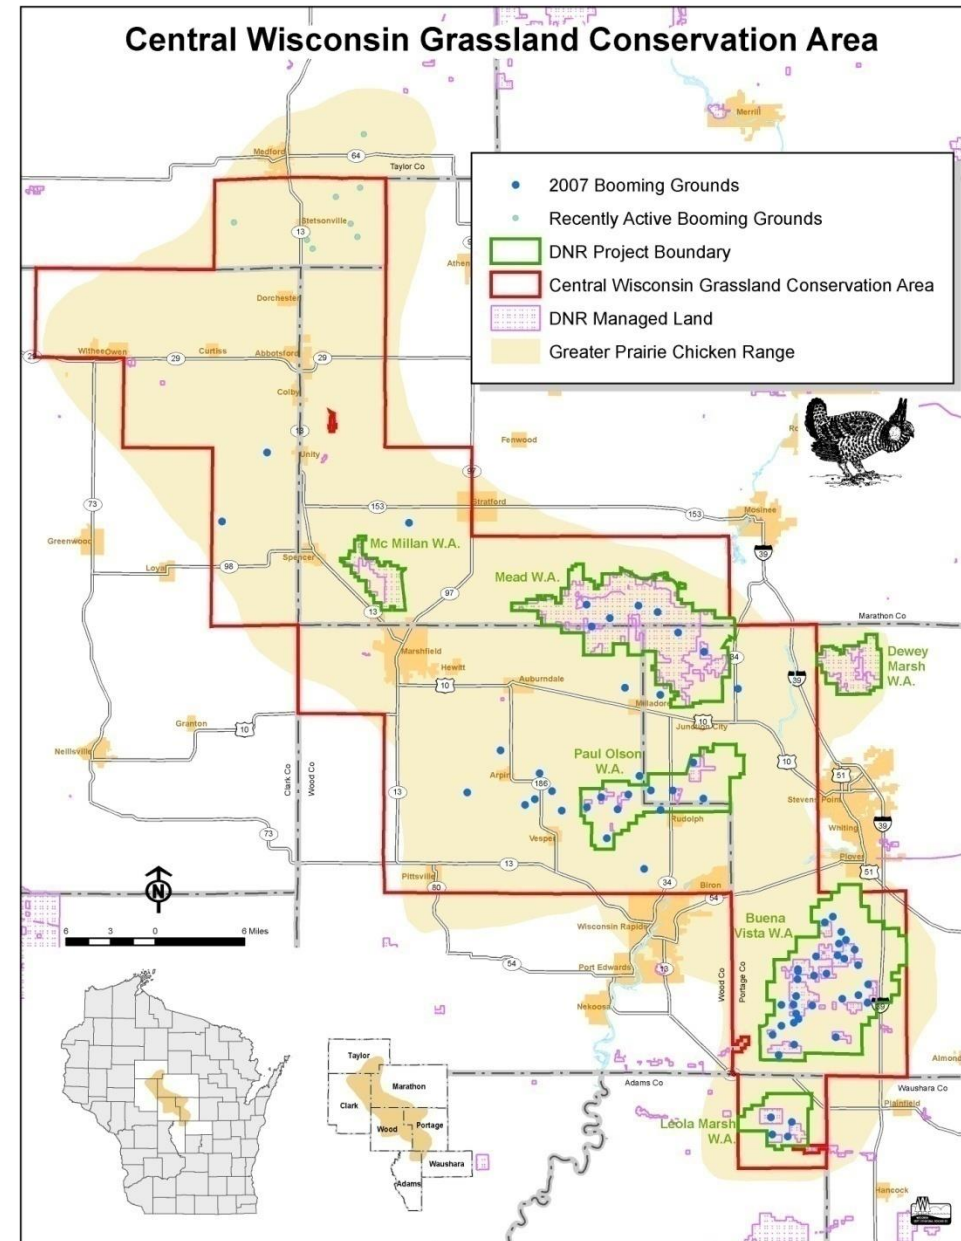 Central Wisconsin Grassland Conservation Area
Merrill
Medford
64
Taylor Co
2007 Booming Grounds
Recently Active Booming Grounds
DNR Project Boundary
Central Wisconsin Grassland Conservation Area
DNR Managed Land
Greater Prairie Chicken Range
Stetsonville
13
Athen
Dorchester
Withee
Owen
Curtiss
Abbotsford
29
29
29
Colby
13
Unity
Fenwood
97
Stratford
153
153
Mosinee
73
39
Greenwood
Mc Millan W.A.
Spencer
Loyal
98
Mead W.A.
97
13
Marathon Co
Marshfield
Hewitt
34
Dewey
Marsh
W.A.
39
10
Auburndale
Milladore
10
Junction City
Granton
10
Neillsville
Clark Co
Wood Co
Paul Olson
W.A.
10
51
Arpin
186
13
Stevens Point
Rudolph
Whiting
39
73
Vesper
Plover
13
51
Pittsville
80
34
Biron
54
N
Wisconsin Rapids
Buena
Vista W.A
6 3 0 6 Miles
54
Port Edwards
13
Wood Co
Portage Co
Nekoosa
39
Adams Co
Almond
Waushara Co
Plainfield
Taylor
Marathon
Clark
Wood
Portage
Waushara
Adams
Leola Marsh
W.A.
Hancock